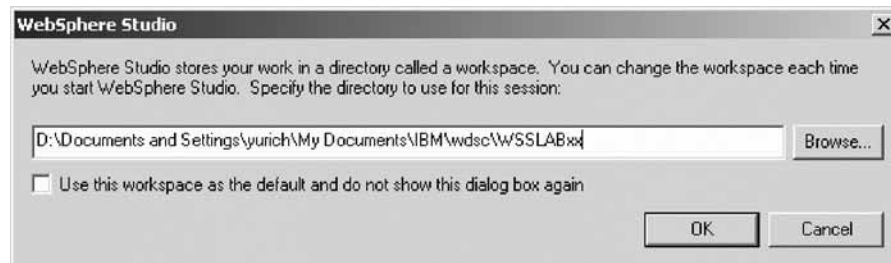 WebSphere Studio
WebSphere Studio stores your work in a directory called a workspace. You can change the workspace each time
you start WebSphere Studio. Specify the directory to use for this session:
D:\Documents and Settings\yurich\My Documents\IBM\wdsc\WSSLABxx
Browse...
Use this workspace as the default and do not show this dialog box again
OK
Cancel